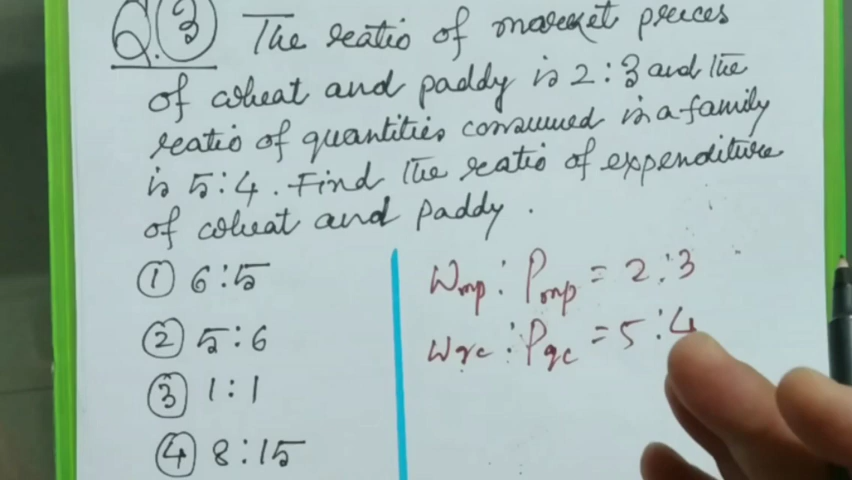 Q.3 The ratio of market prices
of wheat and paddy is 2:3 and the
ratio of quantities consumed in a family
is 5:4. Find the ratio of expenditure
of wheat and paddy.
① 6:5
② 5:6
③ 1:1
④ 8:15
Wmp : Pmp = 2:3
Wqc : Pqc = 5:4